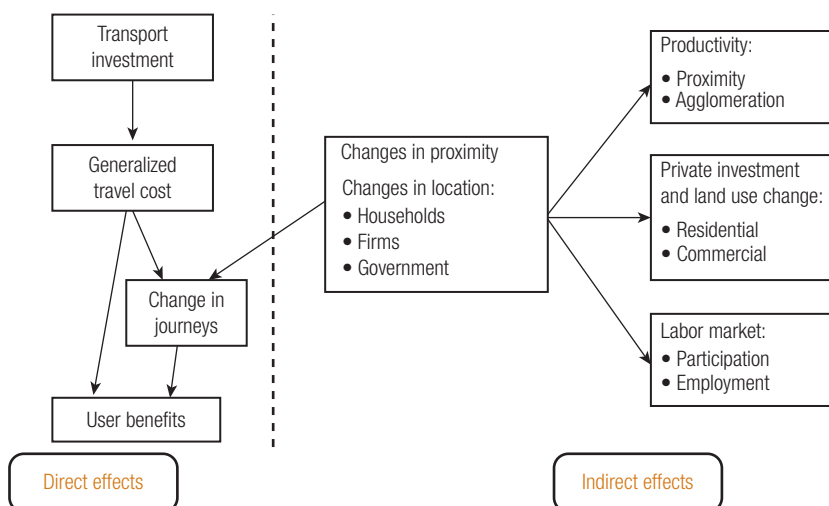 Transport
investment
Generalized
travel cost
Change in
journeys
User benefits
Direct effects
Changes in proximity
Changes in location:
• Households
• Firms
• Government
Productivity:
• Proximity
• Agglomeration
Private investment
and land use change:
• Residential
• Commercial
Labor market:
• Participation
• Employment
Indirect effects